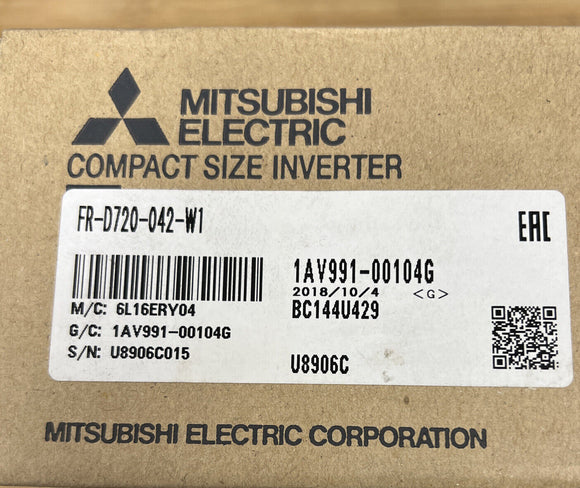 MITSUBISHI
ELECTRIC
COMPACT SIZE INVERTER
FR-D720-042-W1
EAC
1AV991-00104G
2018/10/4 <G>
M/C: 6L16ERY04
BC144U429
G/C: 1AV991-00104G
S/N: U8906C015
U8906C
MITSUBISHI ELECTRIC CORPORATION